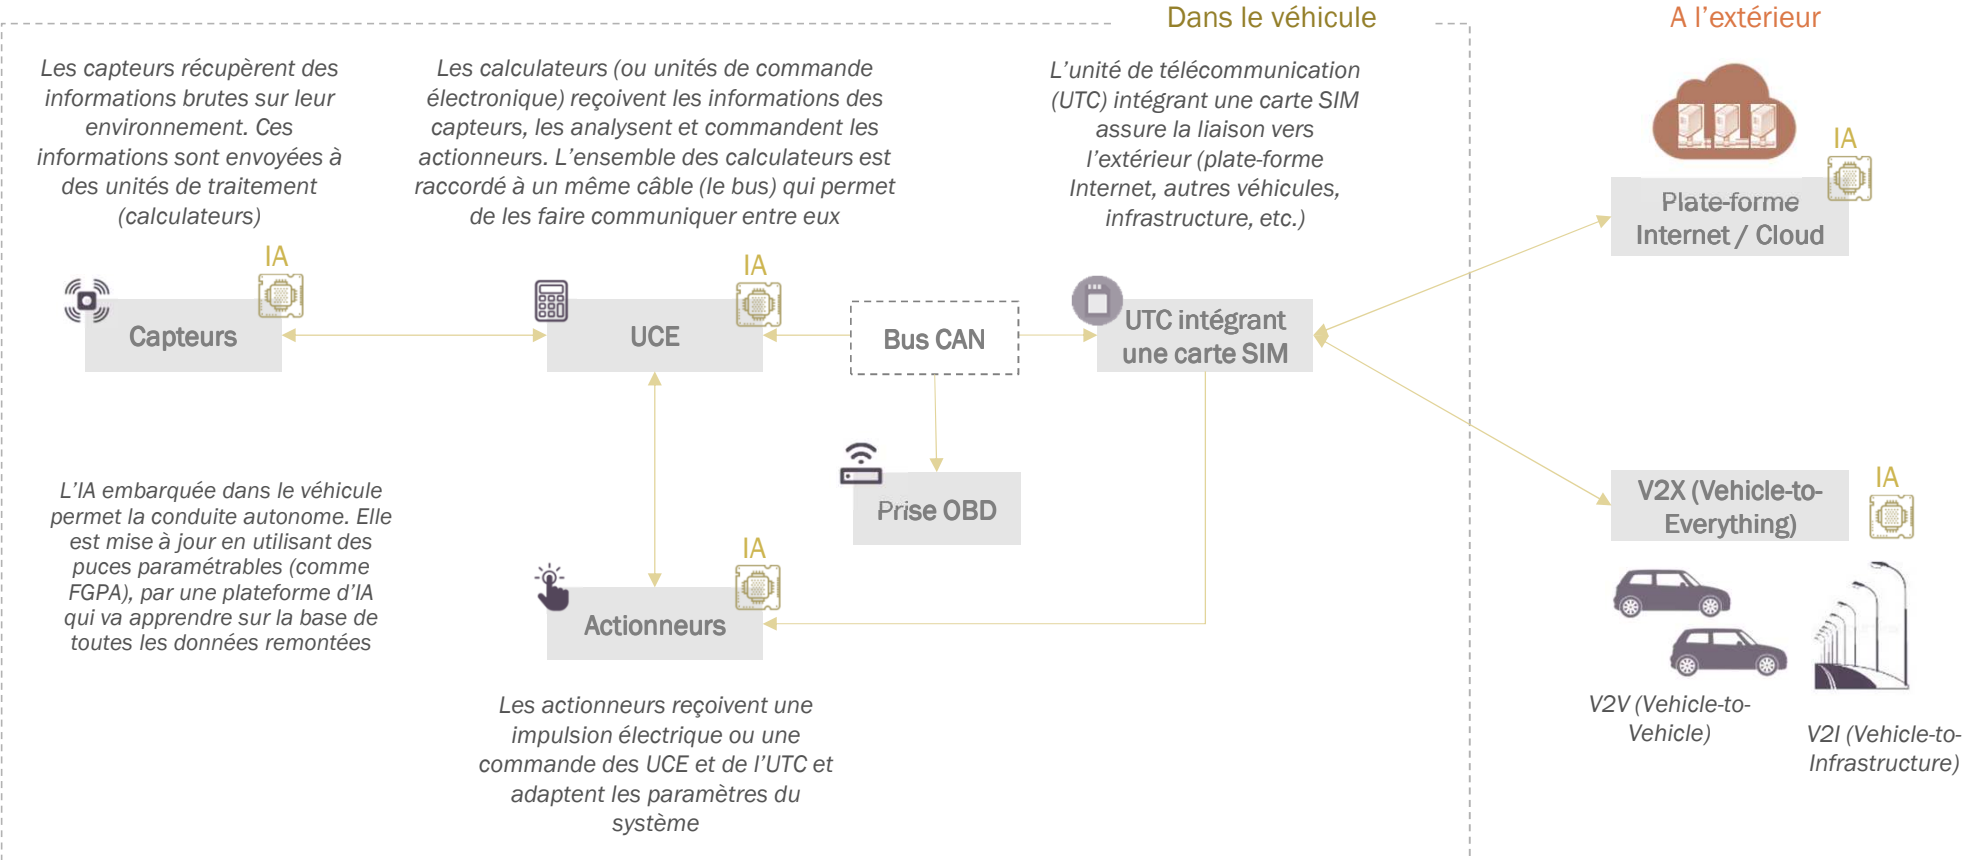 Dans le véhicule
A l'extérieur
Les capteurs récupèrent des
informations brutes sur leur
environnement. Ces
informations sont envoyées à
des unités de traitement
(calculateurs)
Les calculateurs (ou unités de commande
électronique) reçoivent les informations des
capteurs, les analysent et commandent les
actionneurs. L'ensemble des calculateurs est
raccordé à un même câble (le bus) qui permet
de les faire communiquer entre eux
L'unité de télécommunication
(UTC) intégrant une carte SIM
assure la liaison vers
l'extérieur (plate-forme
Internet, autres véhicules,
infrastructure, etc.)
IA
Plate-forme
Internet / Cloud
IA
Capteurs
IA
UCE
Bus CAN
UTC intégrant
une carte SIM
Prise OBD
L'IA embarquée dans le véhicule
permet la conduite autonome. Elle
est mise à jour en utilisant des
puces paramétrables (comme
FGPA), par une plateforme d'IA
qui va apprendre sur la base de
toutes les données remontées
IA
Actionneurs
Les actionneurs reçoivent une
impulsion électrique ou une
commande des UCE et de l'UTC et
adaptent les paramètres du
système
IA
V2X (Vehicle-to-
Everything)
V2V (Vehicle-to-
Vehicle)
V2I (Vehicle-to-
Infrastructure)